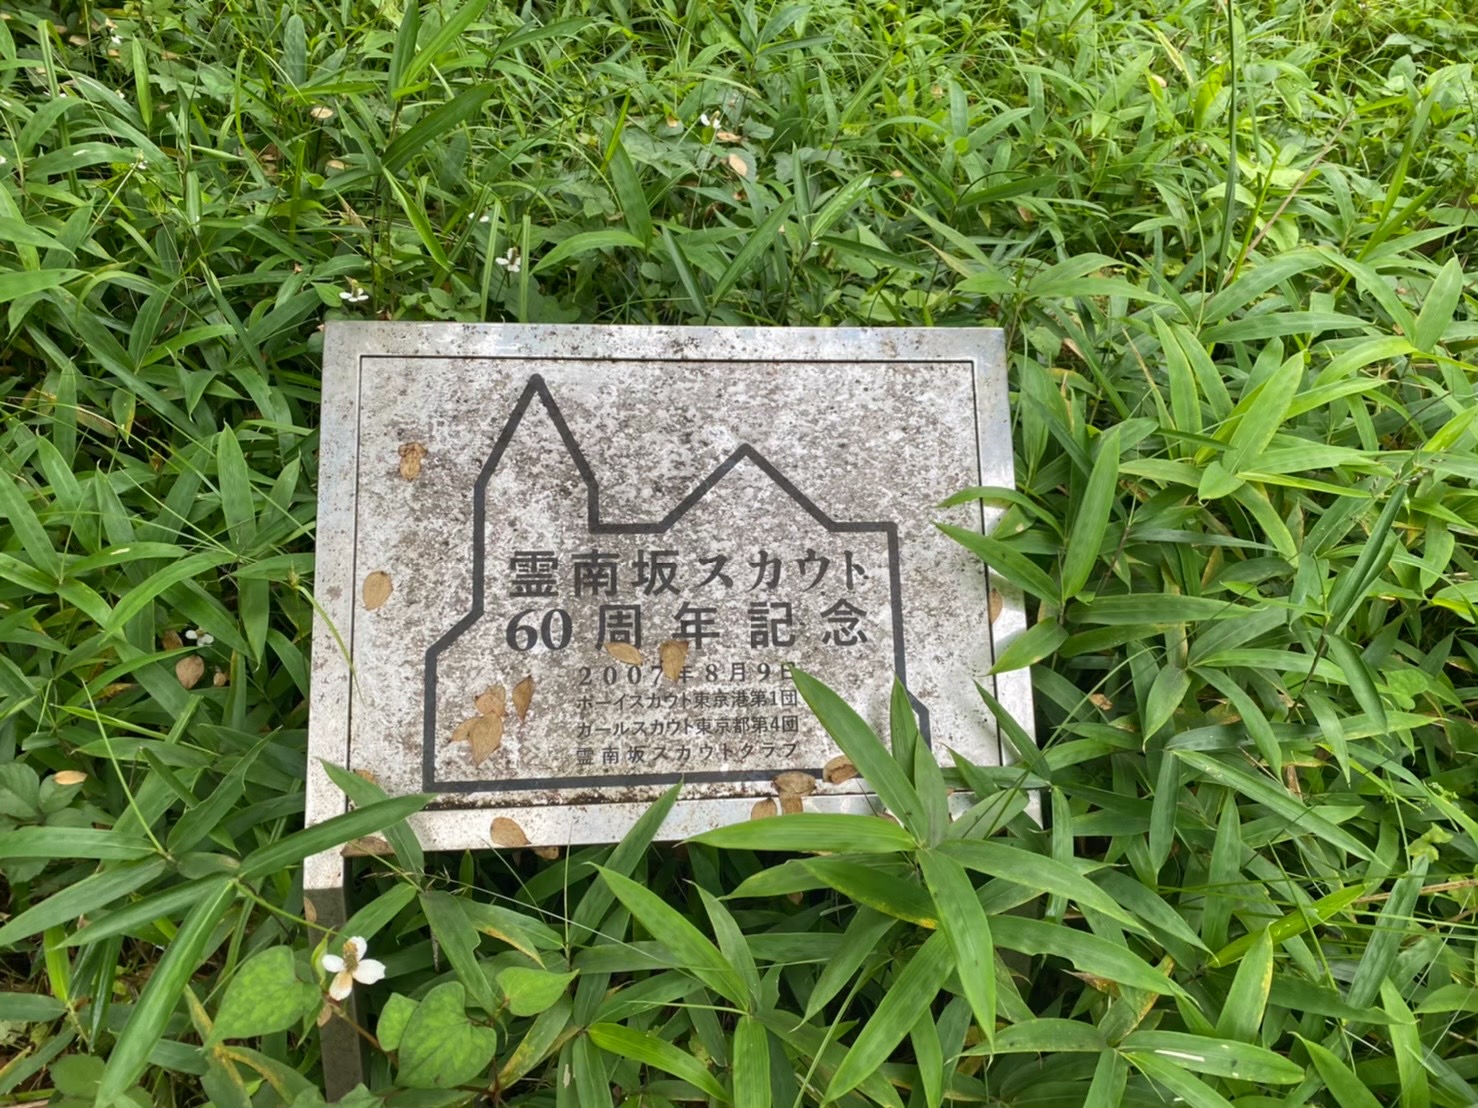 霊南坂スカウト
60周年記念
2007年8月9日
ボーイスカウト東京港第1団
ガールスカウト東京都第4団
霊南坂スカウトクラブ